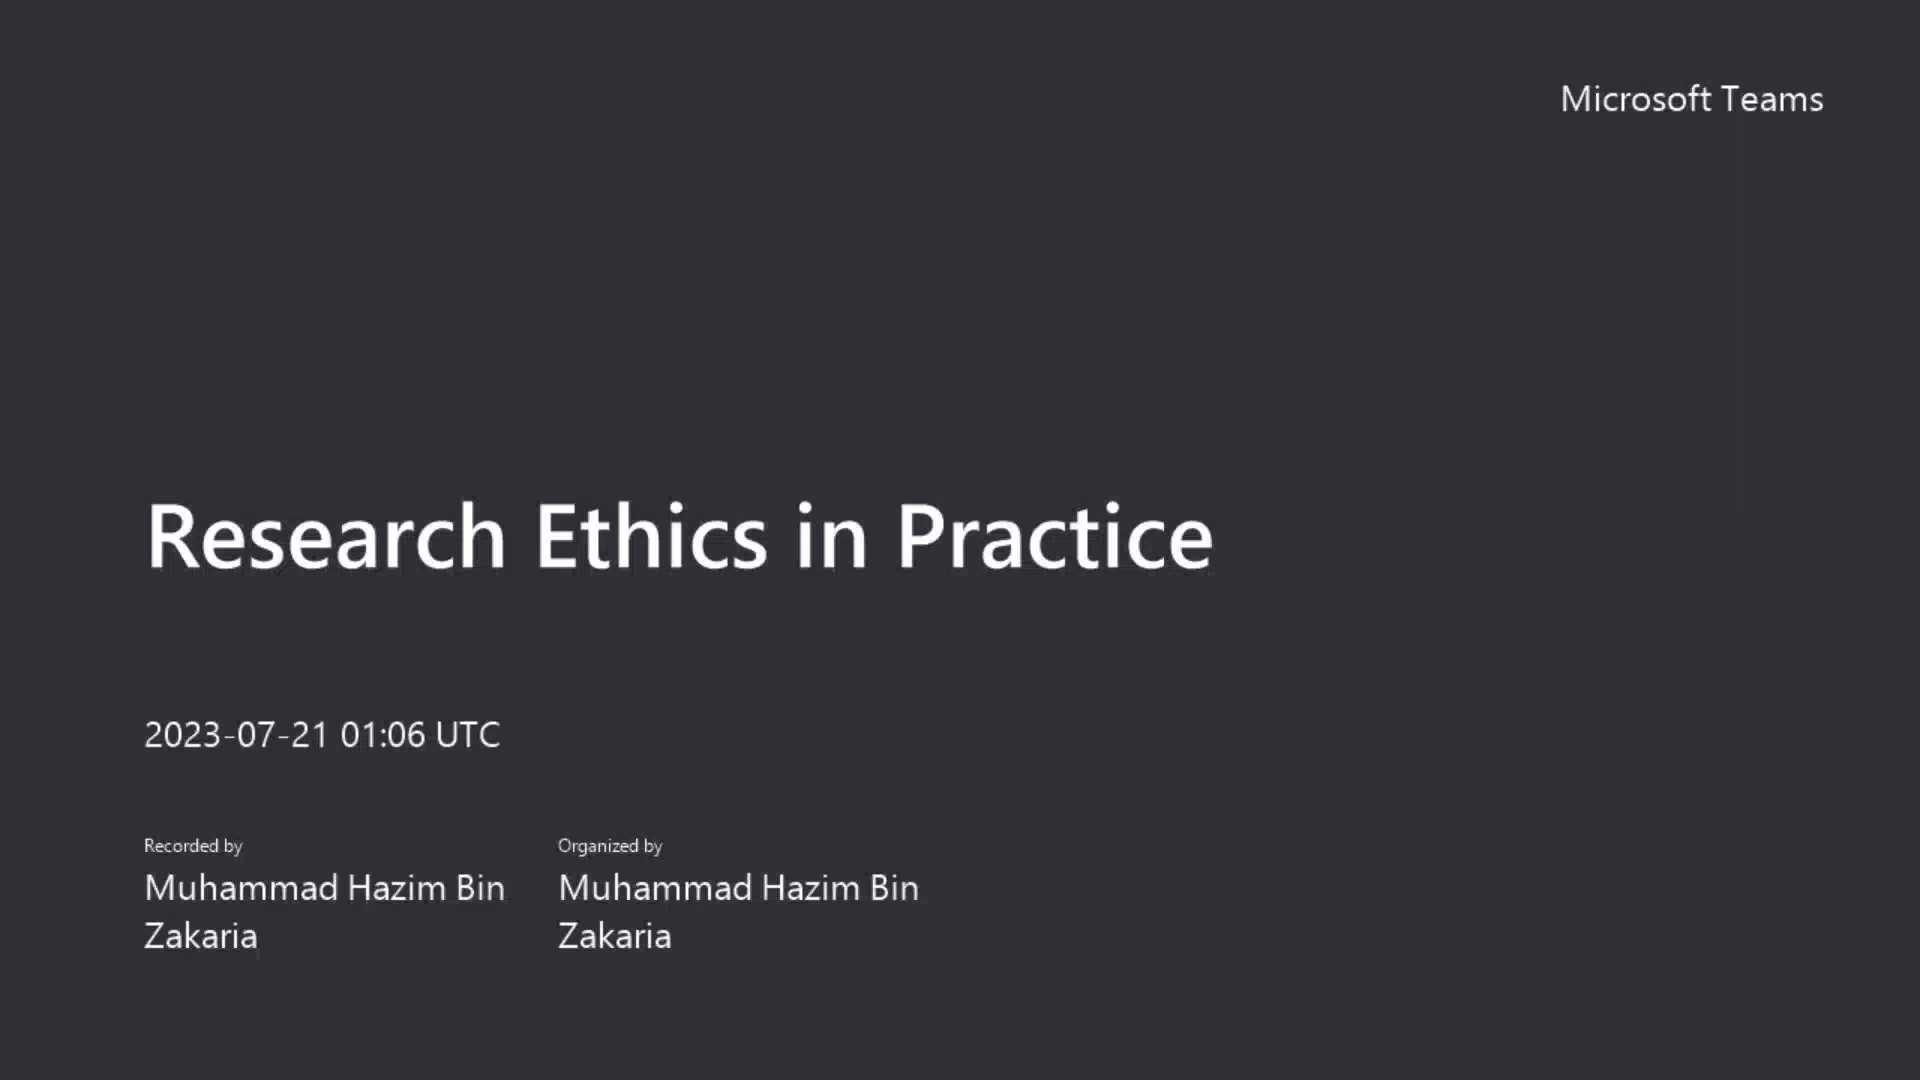 Microsoft Teams
Research Ethics in Practice
2023-07-21 01:06 UTC
Recorded by
Muhammad Hazim Bin
Zakaria
Organized by
Muhammad Hazim Bin
Zakaria